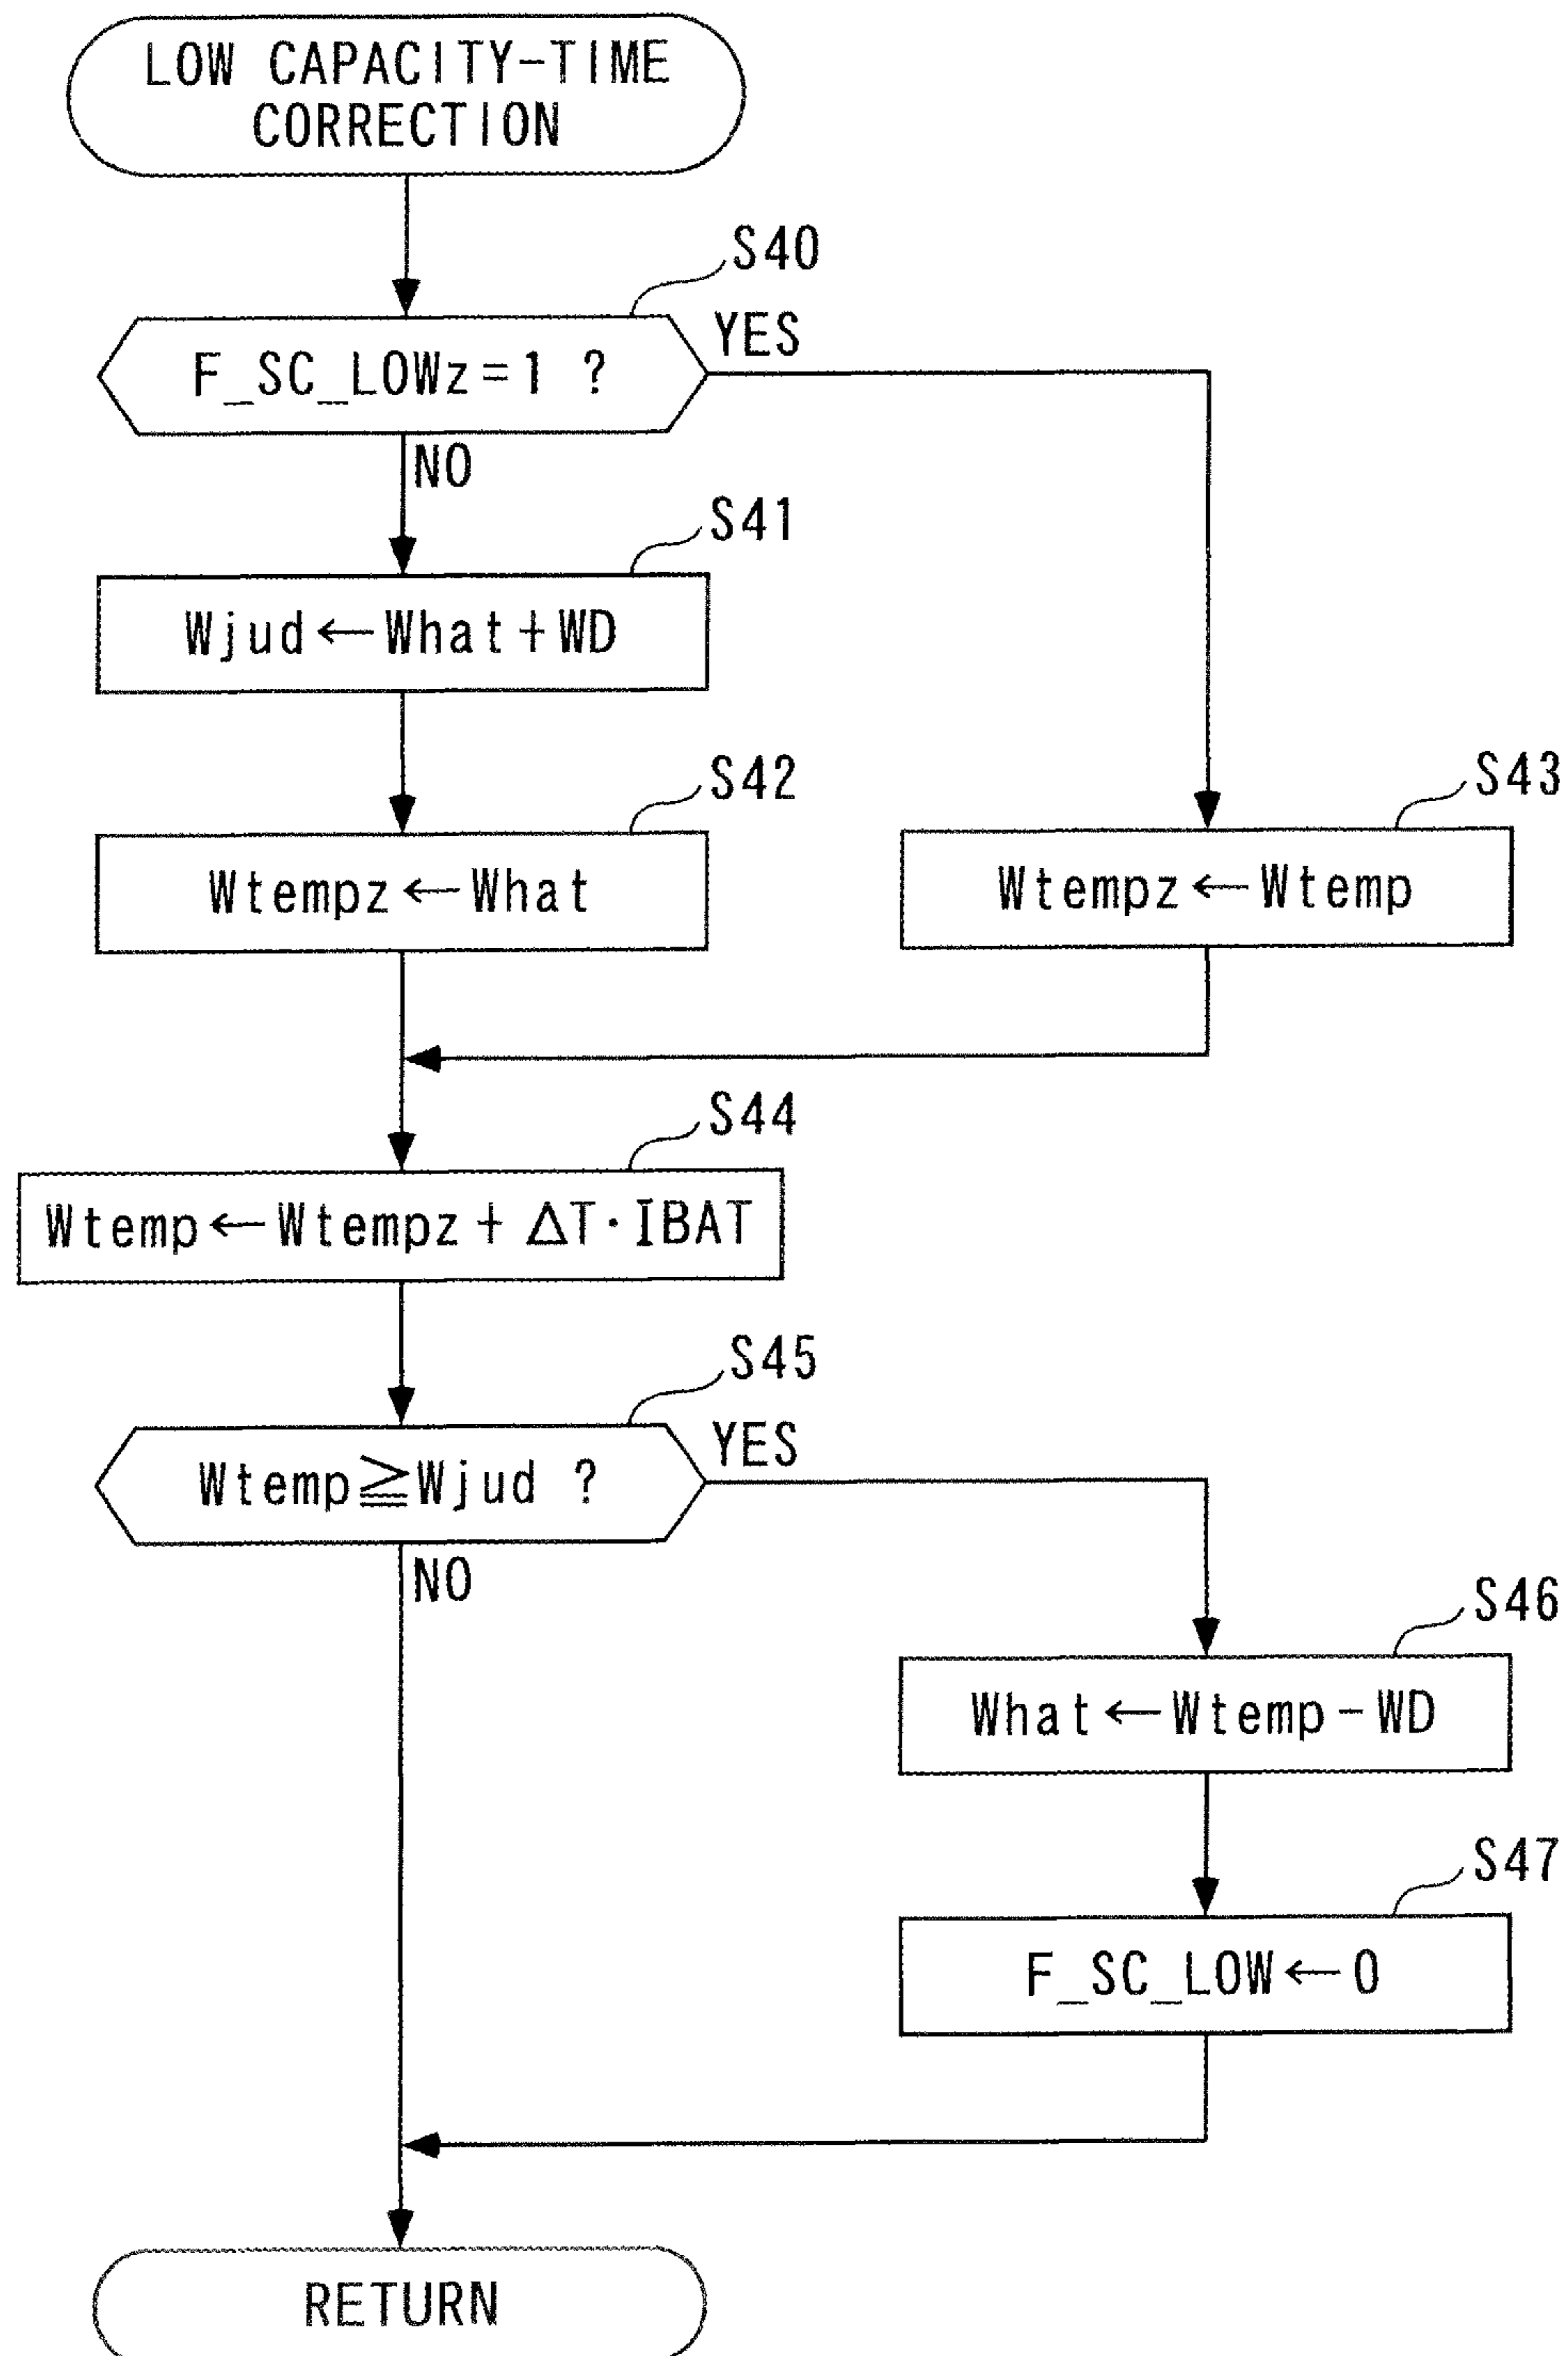 LOW CAPACITY-TIME
CORRECTION
S40
F_SC_LOWz=1 ?
YES
NO
S41
Wjud←What+WD
S42
Wtempz←What
S43
Wtempz←Wtemp
S44
Wtemp←Wtempz+ΔT·IBAT
S45
Wtemp≧Wjud ?
YES
NO
S46
What←Wtemp-WD
S47
F_SC_LOW←0
RETURN